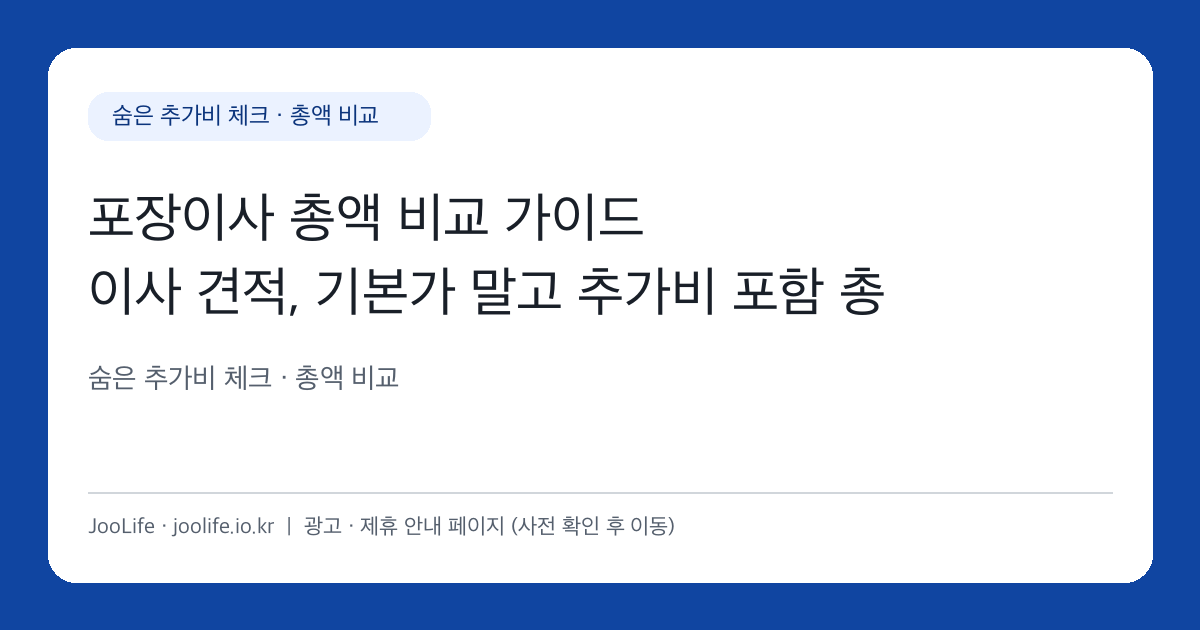 숨은 추가비 체크 · 총액 비교
포장이사 총액 비교 가이드
이사 견적, 기본가 말고 추가비 포함 총
숨은 추가비 체크 · 총액 비교
JooLife · joolife.io.kr | 광고 · 제휴 안내 페이지 (사전 확인 후 이동)